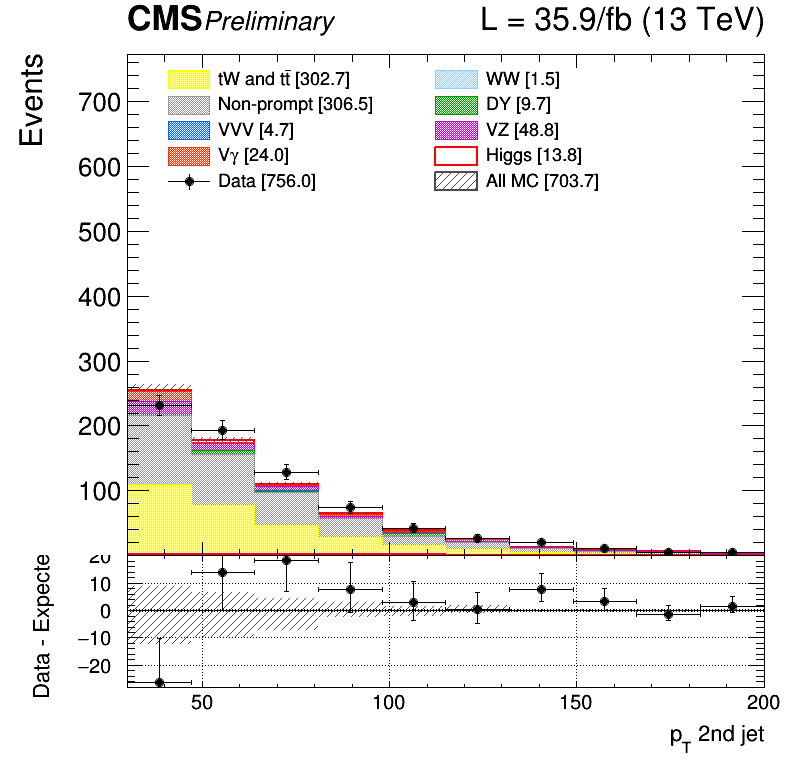 CMS Preliminary L = 35.9/fb (13 TeV)
Events
tW and tt̄ [302.7] WW [1.5]
Non-prompt [306.5] DY [9.7]
VVV [4.7] VZ [48.8]
Vγ [24.0] Higgs [13.8]
Data [756.0] All MC [703.7]
700
600
500
400
300
200
100
Data - Expecte
20
10
0
−10
−20
50 100 150 200
p_T 2nd jet